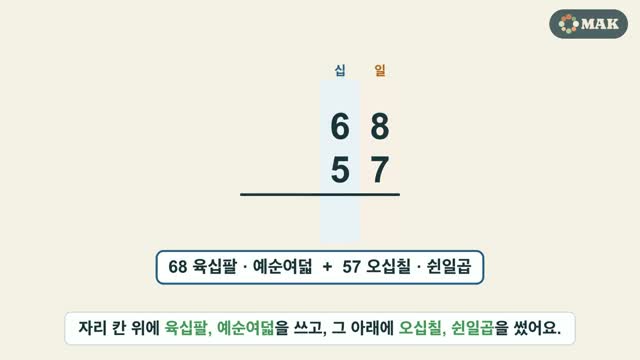 MAK
십 일
6 8
5 7
68 육십팔 · 예순여덟 + 57 오십칠 · 쉰일곱
자리 칸 위에 육십팔, 예순여덟을 쓰고, 그 아래에 오십칠, 쉰일곱을 썼어요.